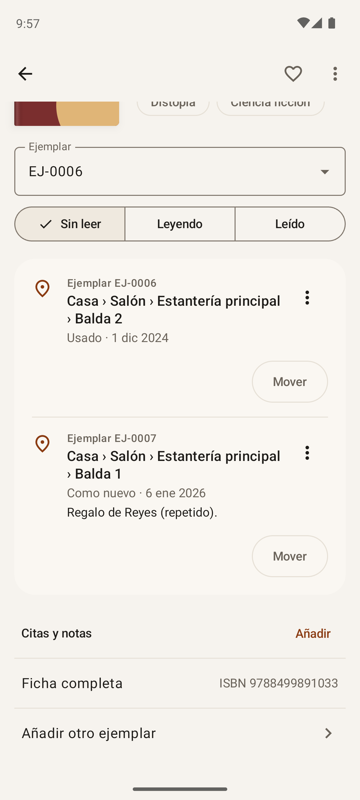 9:57
Distopía
Ciencia ficción
Ejemplar
EJ-0006
Sin leer
Leyendo
Leído
Ejemplar EJ-0006
Casa › Salón › Estantería principal
› Balda 2
Usado · 1 dic 2024
Mover
Ejemplar EJ-0007
Casa › Salón › Estantería principal
› Balda 1
Como nuevo · 6 ene 2026
Regalo de Reyes (repetido).
Mover
Citas y notas
Añadir
Ficha completa
ISBN 9788499891033
Añadir otro ejemplar